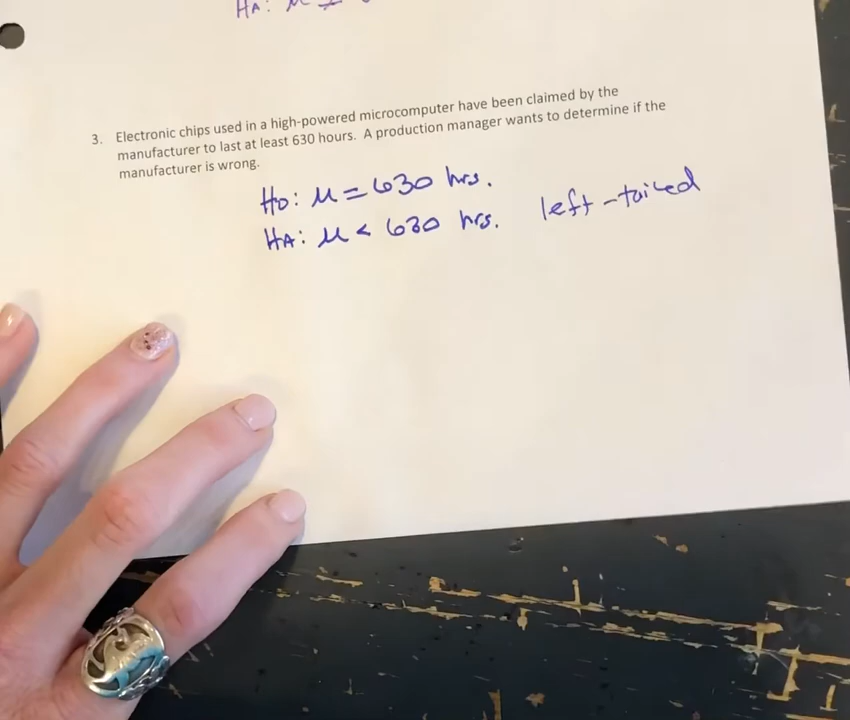 HA: μ ≠
3. Electronic chips used in a high-powered microcomputer have been claimed by the
manufacturer to last at least 630 hours. A production manager wants to determine if the
manufacturer is wrong.
HO: μ = 630 hrs.
HA: μ < 630 hrs. left-tailed